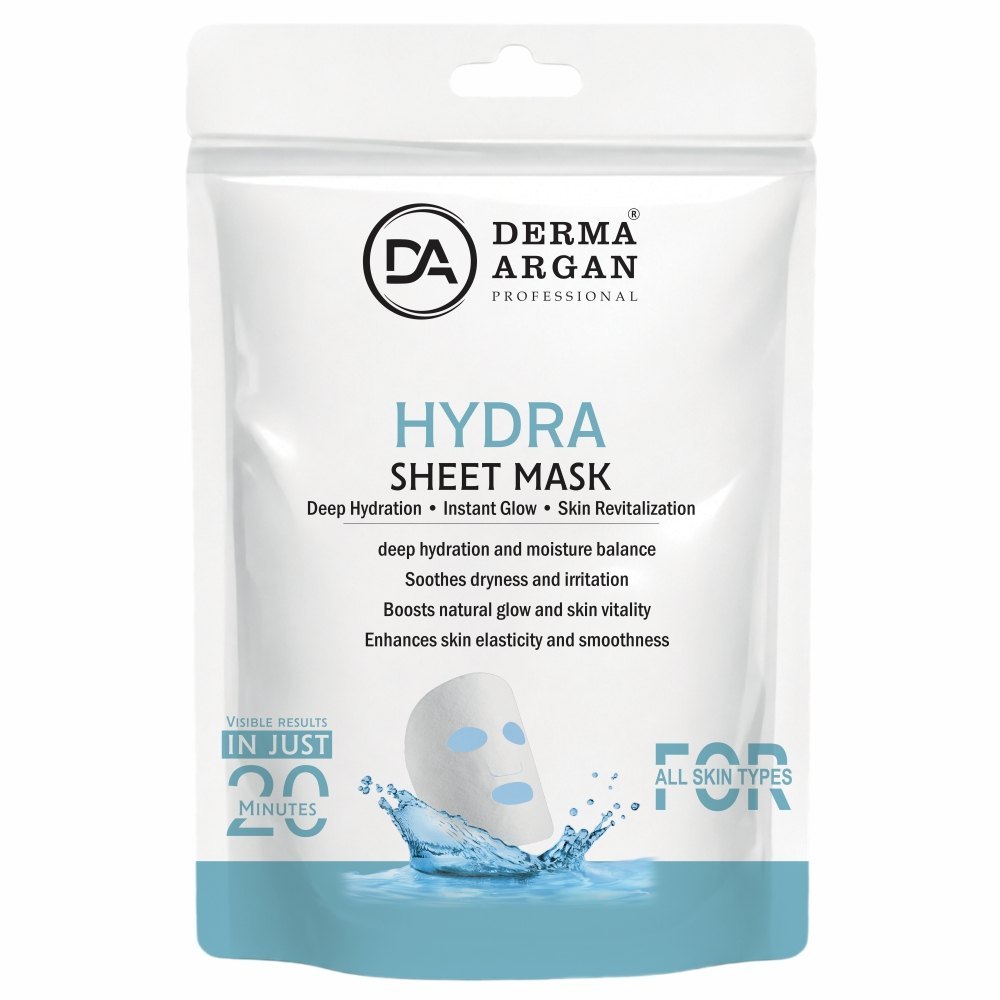 DA
DERMA®
ARGAN
PROFESSIONAL
HYDRA
SHEET MASK
Deep Hydration • Instant Glow • Skin Revitalization
deep hydration and moisture balance
Soothes dryness and irritation
Boosts natural glow and skin vitality
Enhances skin elasticity and smoothness
VISIBLE RESULTS
IN JUST
20
MINUTES
FOR
ALL SKIN TYPES